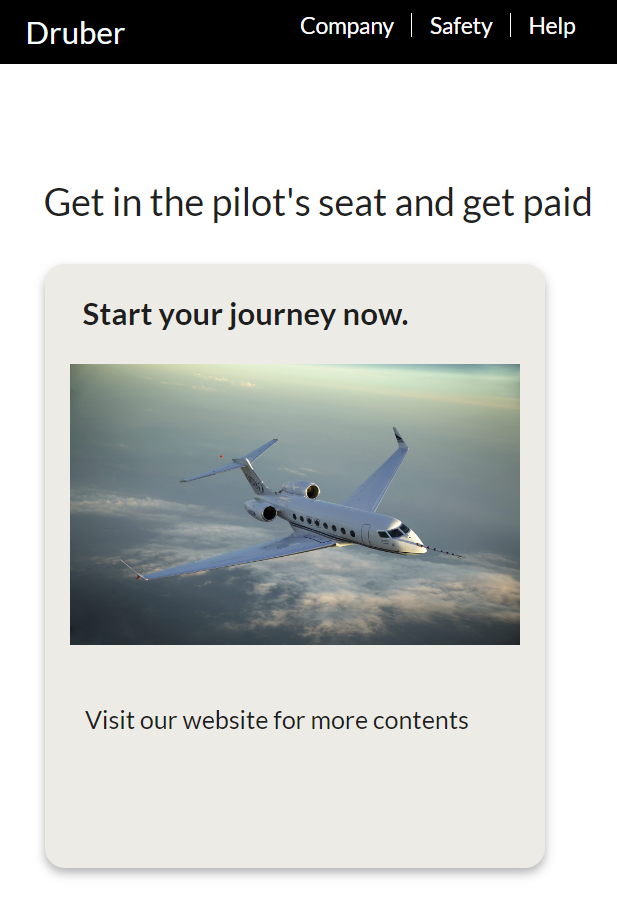 Druber
Company | Safety | Help
Get in the pilot's seat and get paid
Start your journey now.
Visit our website for more contents